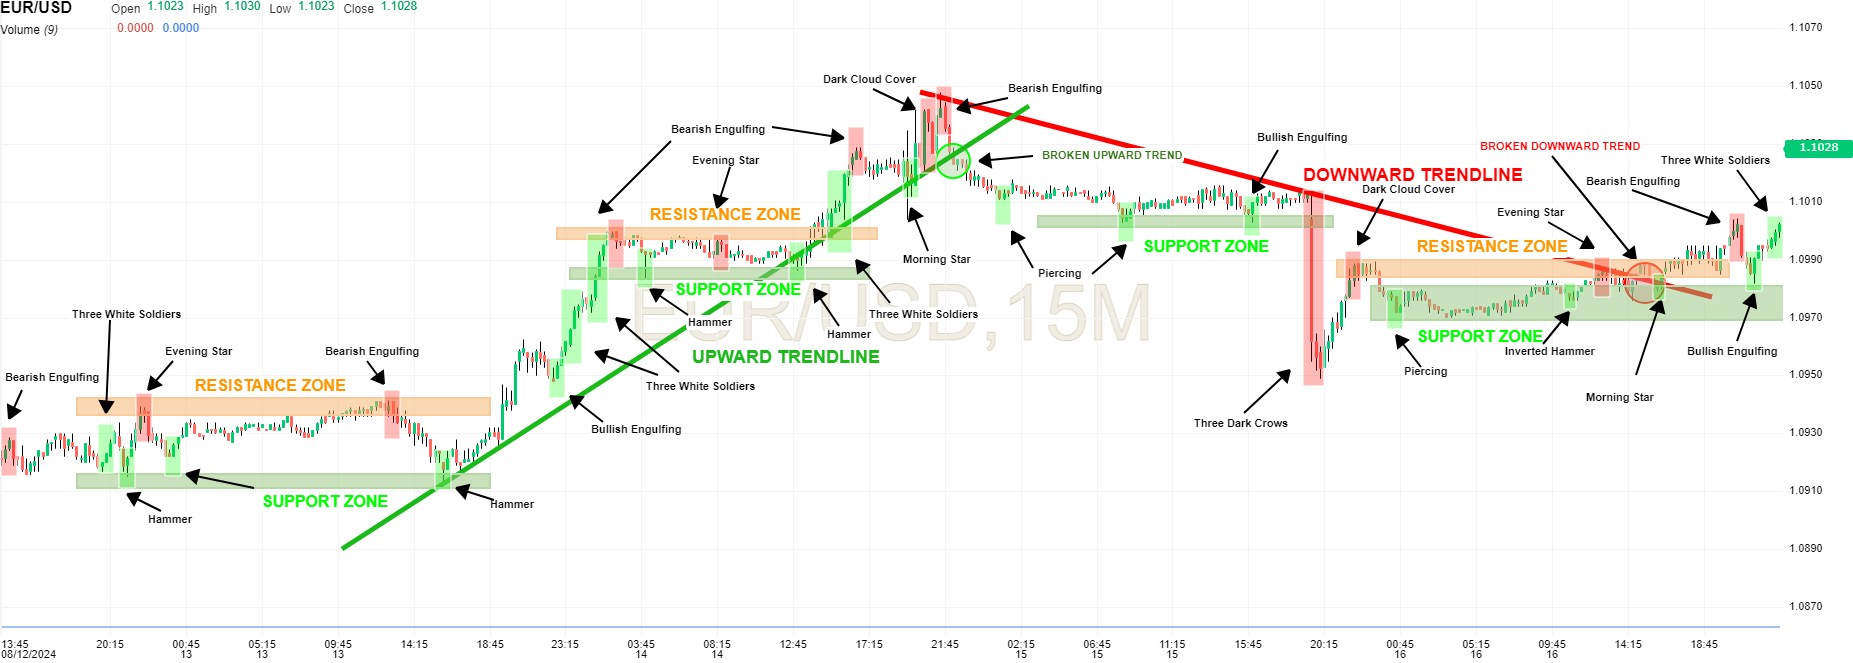 EUR/USD Open 1.1023 High 1.1030 Low 1.1023 Close 1.1028
Volume (9) 0.0000 0.0000
1.1070
Dark Cloud Cover
Bearish Engulfing
1.1050
Bearish Engulfing
Bullish Engulfing
BROKEN DOWNWARD TREND
1.1028
Evening Star
BROKEN UPWARD TREND
Three White Soldiers
DOWNWARD TRENDLINE
Bearish Engulfing
Dark Cloud Cover
1.1010
RESISTANCE ZONE
Evening Star
SUPPORT ZONE
RESISTANCE ZONE
Morning Star
1.0990
Piercing
SUPPORT ZONE
EUR/USD, 15M
Three White Soldiers
Hammer
Three White Soldiers
1.0970
Hammer
SUPPORT ZONE
Evening Star
Bearish Engulfing
UPWARD TRENDLINE
Inverted Hammer
Bullish Engulfing
Bearish Engulfing
RESISTANCE ZONE
Three White Soldiers
Piercing
1.0950
Morning Star
Bullish Engulfing
Three Dark Crows
1.0930
SUPPORT ZONE
Hammer
1.0910
Hammer
1.0890
1.0870
13:45 20:15 00:45 05:15 09:45 14:15 18:45 23:15 03:45 08:15 12:45 17:15 21:45 02:15 06:45 11:15 15:45 20:15 00:45 05:15 09:45 14:15 18:45
08/12/2024 13 13 13 14 14 15 15 15 16 16 16